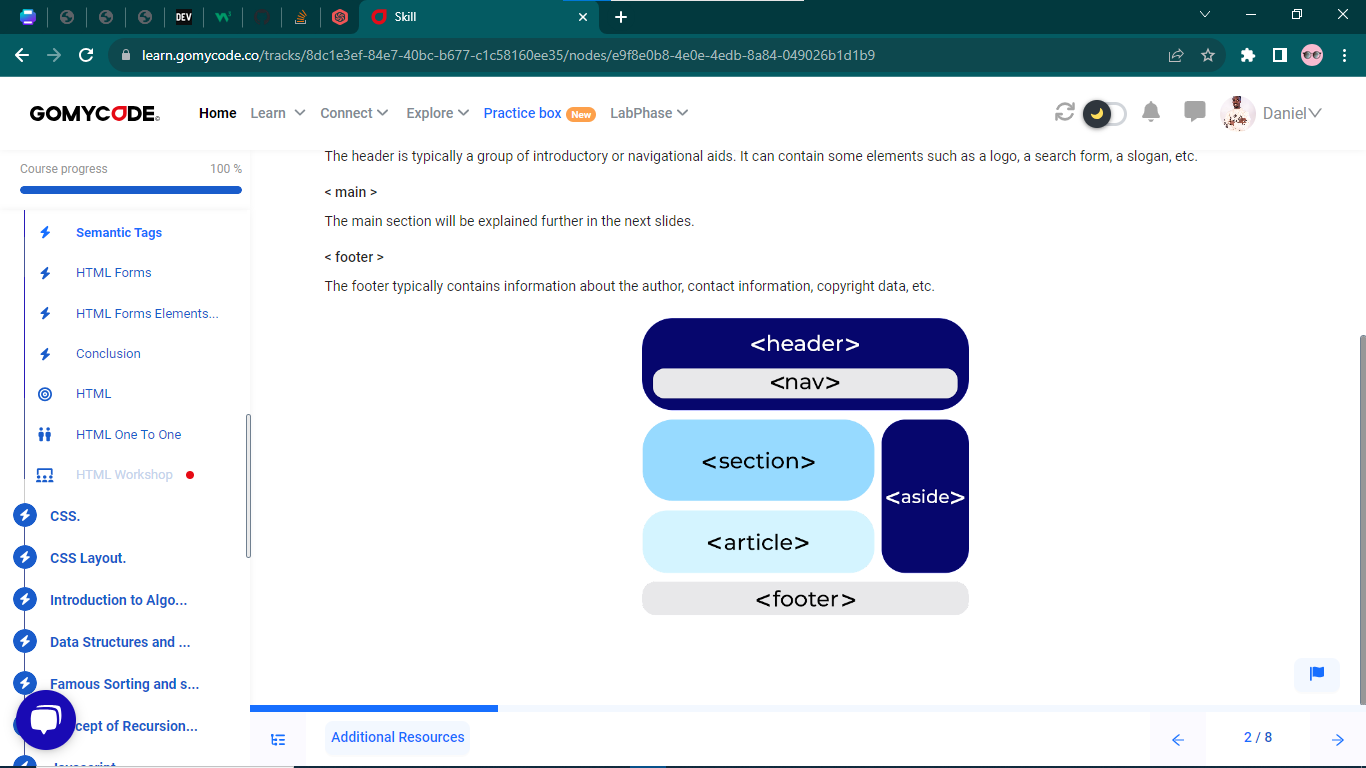 DEV
Skill
learn.gomycode.co/tracks/8dc1e3ef-84e7-40bc-b677-c1c58160ee35/nodes/e9f8e0b8-4e0e-4edb-8a84-049026b1d1b9
GOMYCODE.
Home
Learn
Connect
Explore
Practice box New
LabPhase
Daniel
Course progress 100 %
Semantic Tags
HTML Forms
HTML Forms Elements...
Conclusion
HTML
HTML One To One
HTML Workshop
CSS.
CSS Layout.
Introduction to Algo...
Data Structures and ...
Famous Sorting and s...
cept of Recursion...
The header is typically a group of introductory or navigational aids. It can contain some elements such as a logo, a search form, a slogan, etc.
< main >
The main section will be explained further in the next slides.
< footer >
The footer typically contains information about the author, contact information, copyright data, etc.
<header>
<nav>
<section>
<aside>
<article>
<footer>
Additional Resources
2 / 8